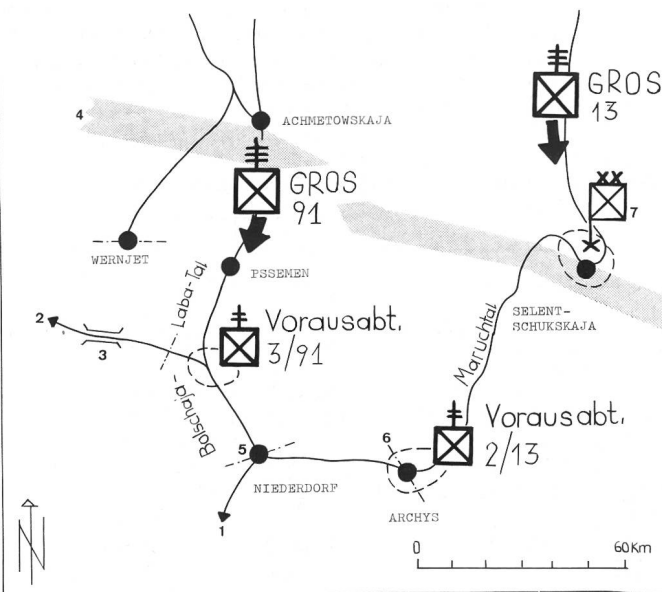 GROS
13
4
ACHMETOWSKAJA
XX
7
GROS
91
WERNJET
PSSEMEN
Laba-Tal
SELENT-
SCHUKSKAJA
2
3
Vorausabt.
3/91
Maruchtal
Bolschaja-
Vorausabt.
2/13
6
5
NIEDERDORF
ARCHYS
1
N
0
60Km